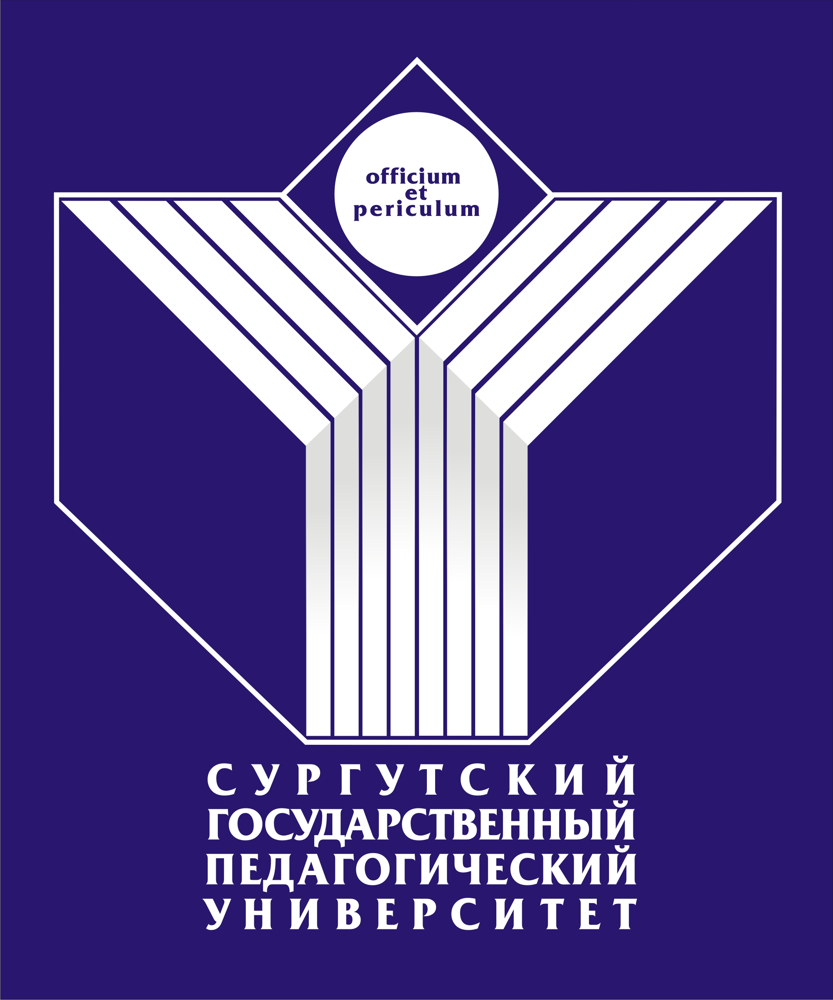 officium
et
periculum
СУРГУТСКИЙ
ГОСУДАРСТВЕННЫЙ
ПЕДАГОГИЧЕСКИЙ
УНИВЕРСИТЕТ